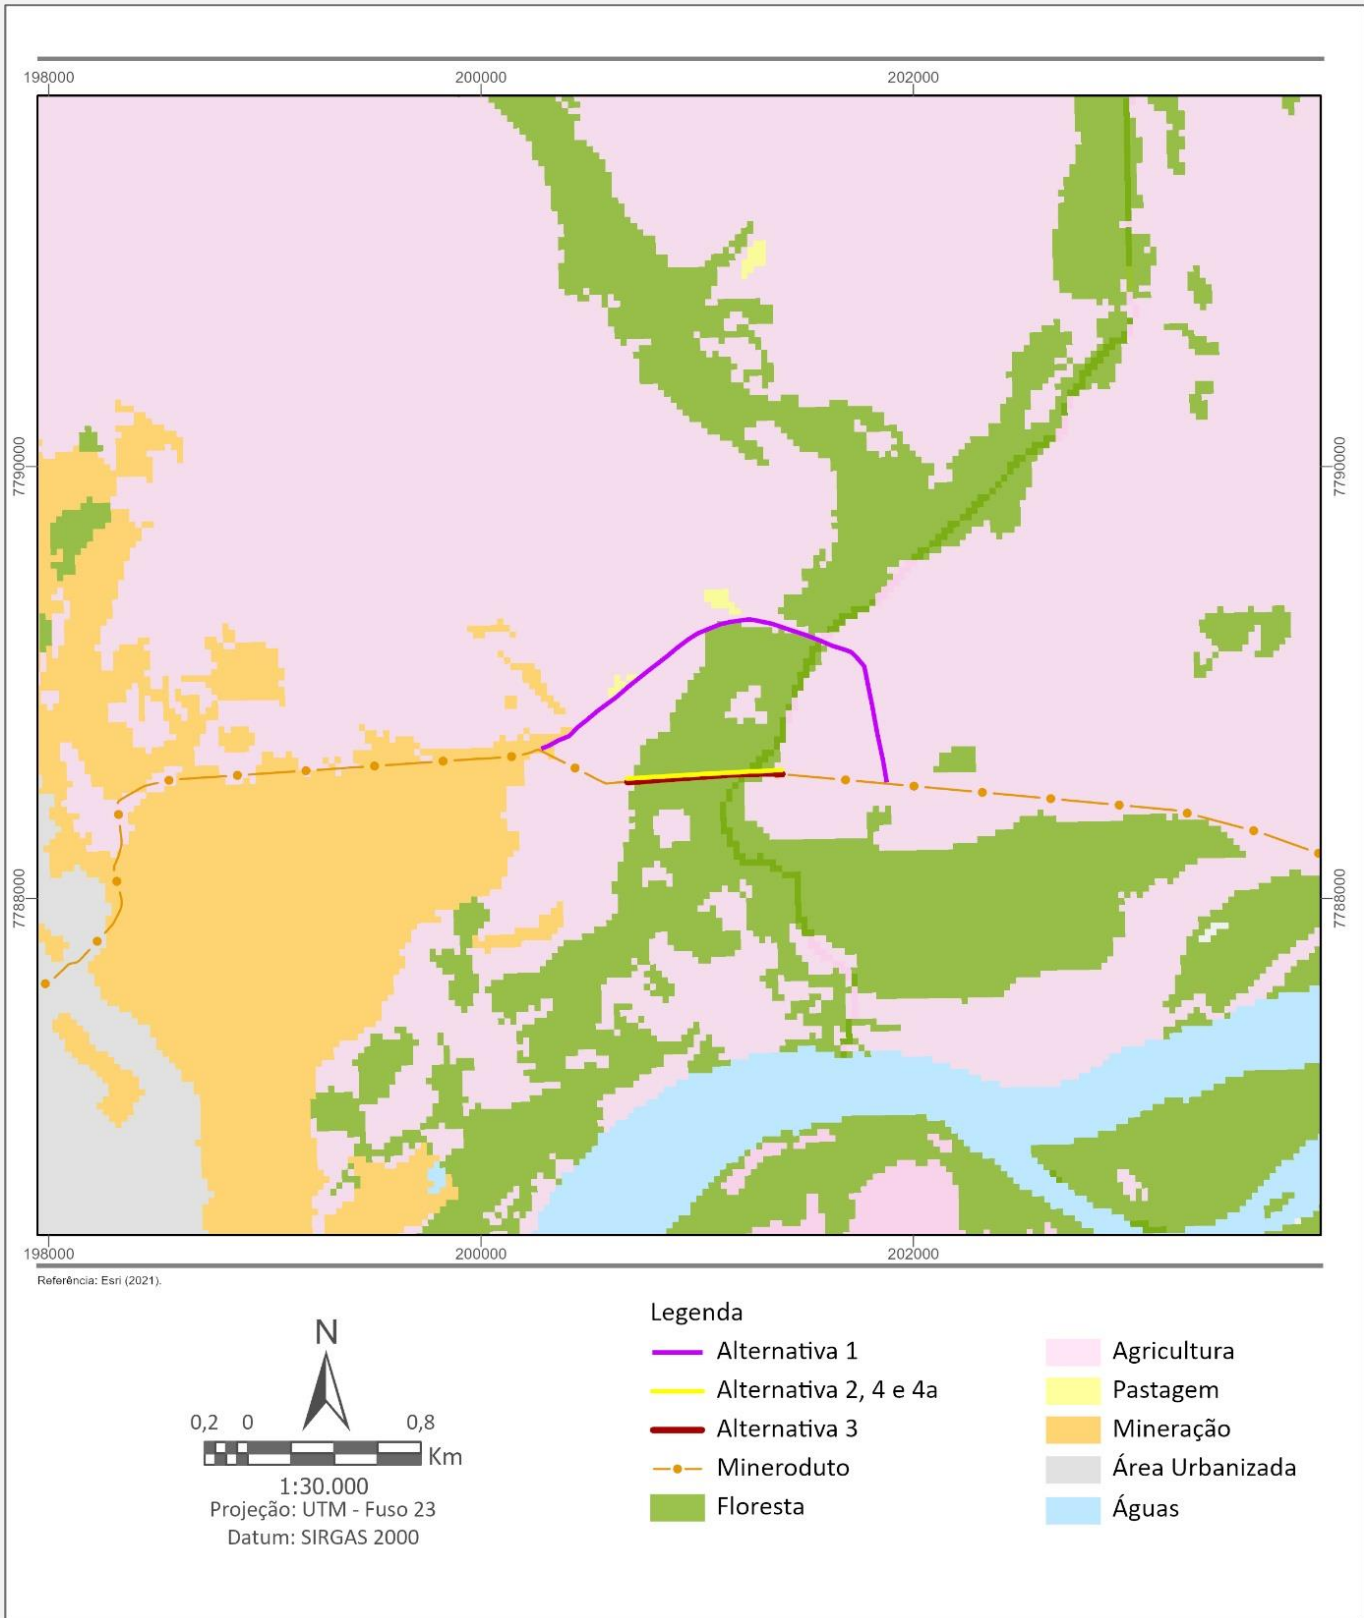 198000 200000 202000
7790000 7790000
7788000 7788000
198000 200000 202000
Referência: Esri (2021).
N
0,2 0 0,8
Km
1:30.000
Projeção: UTM - Fuso 23
Datum: SIRGAS 2000
Legenda
Alternativa 1
Alternativa 2, 4 e 4a
Alternativa 3
Mineroduto
Floresta
Agricultura
Pastagem
Mineração
Área Urbanizada
Águas